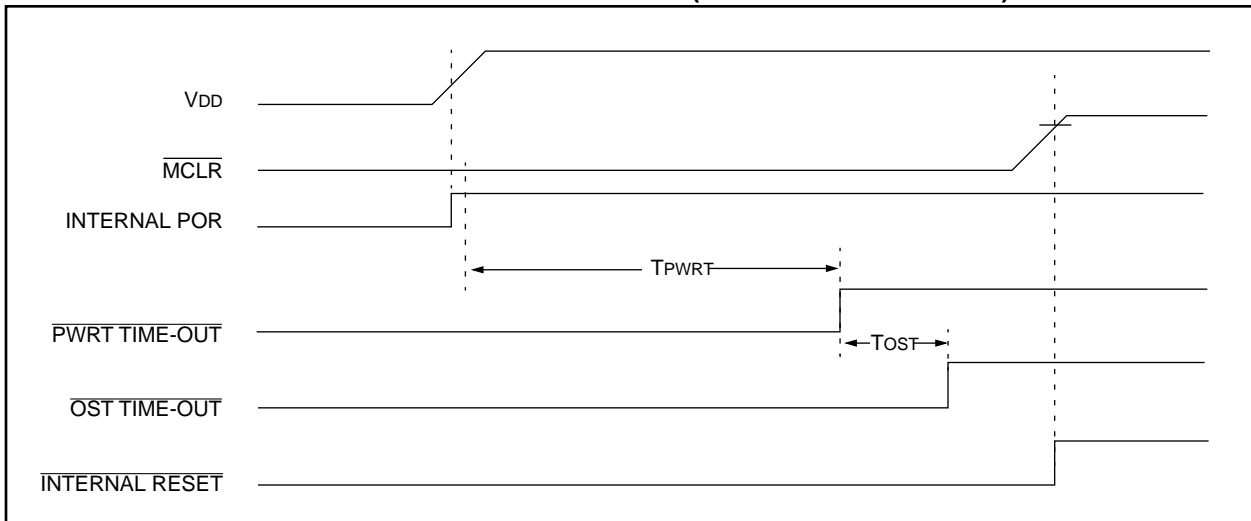 VDD
MCLR
INTERNAL POR
TPWRT
PWRT TIME-OUT
TOST
OST TIME-OUT
INTERNAL RESET